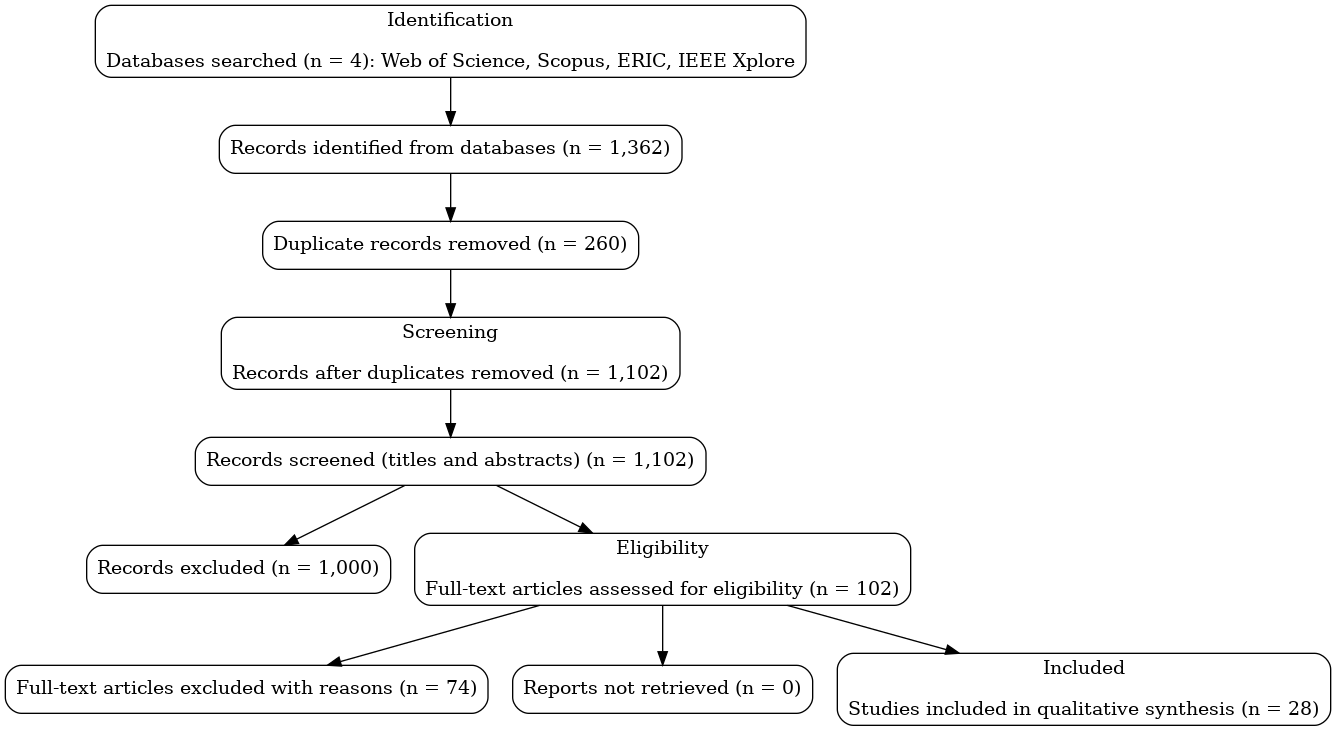 Identification
Databases searched (n = 4): Web of Science, Scopus, ERIC, IEEE Xplore
Records identified from databases (n = 1,362)
Duplicate records removed (n = 260)
Screening
Records after duplicates removed (n = 1,102)
Records screened (titles and abstracts) (n = 1,102)
Records excluded (n = 1,000)
Eligibility
Full-text articles assessed for eligibility (n = 102)
Full-text articles excluded with reasons (n = 74)
Reports not retrieved (n = 0)
Included
Studies included in qualitative synthesis (n = 28)